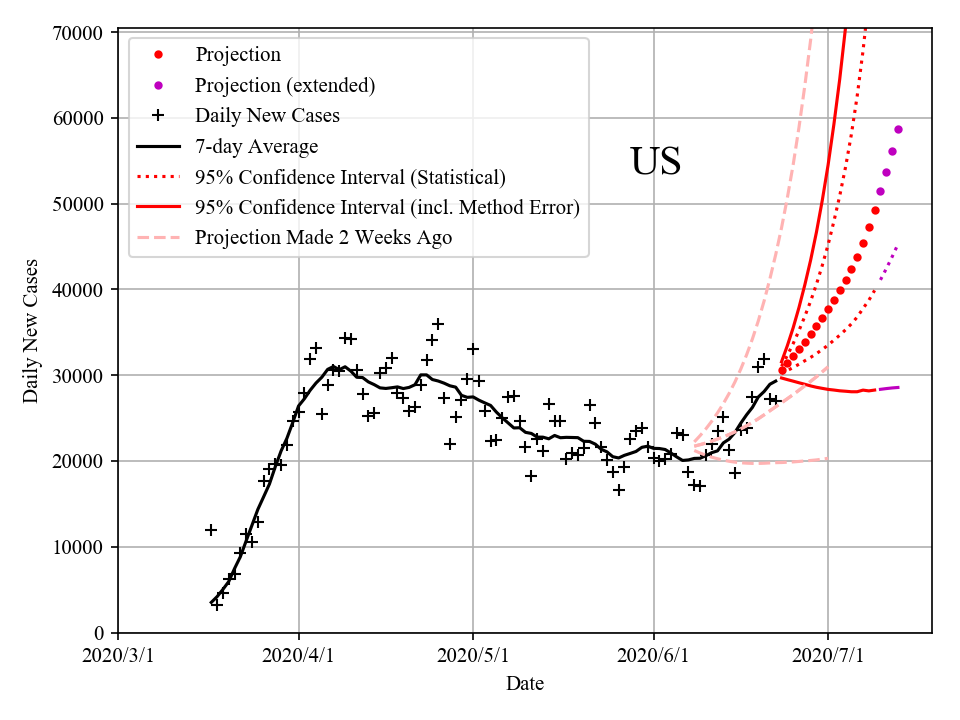 70000
60000
50000
40000
30000
20000
10000
0
Daily New Cases
Projection
Projection (extended)
Daily New Cases
7-day Average
95% Confidence Interval (Statistical)
95% Confidence Interval (incl. Method Error)
Projection Made 2 Weeks Ago
US
2020/3/1 2020/4/1 2020/5/1 2020/6/1 2020/7/1
Date